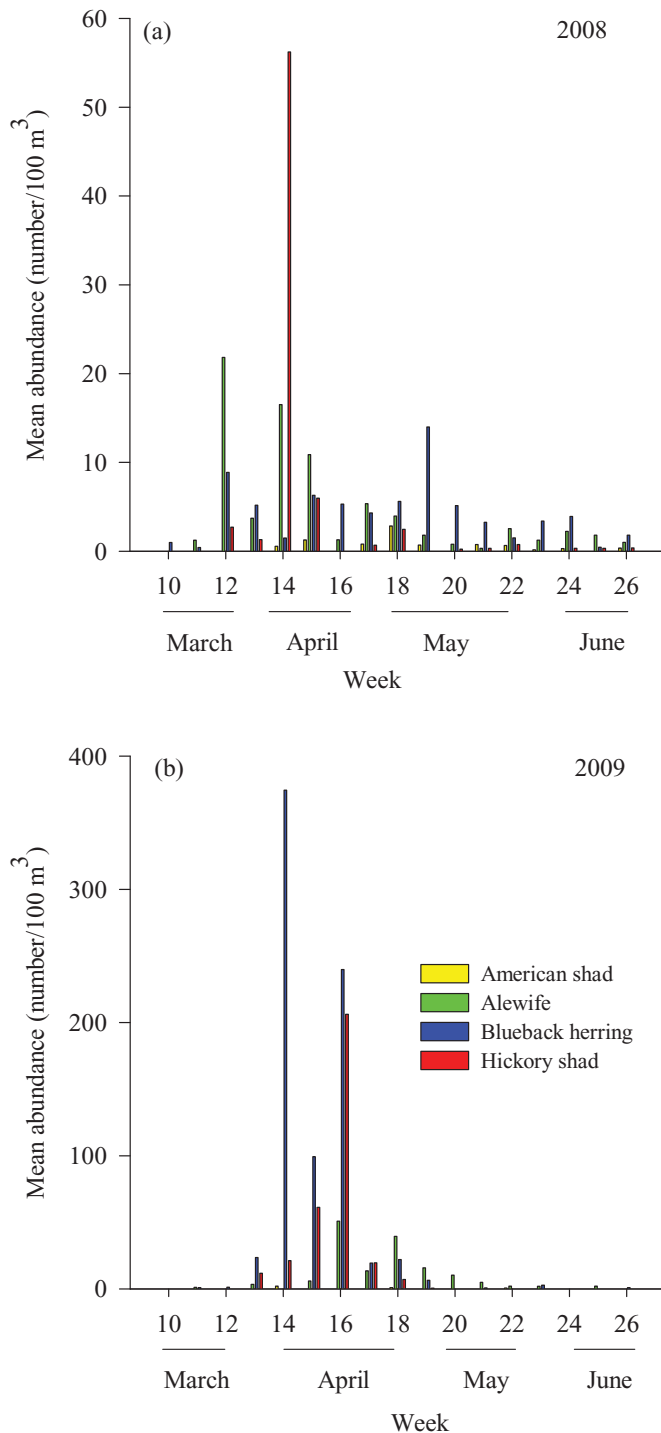 (a) 2008
Mean abundance (number/100 m3)
60
50
40
30
20
10
0
10 12 14 16 18 20 22 24 26
March April May June
Week
(b) 2009
Mean abundance (number/100 m3)
400
300
200
100
0
American shad
Alewife
Blueback herring
Hickory shad
10 12 14 16 18 20 22 24 26
March April May June
Week